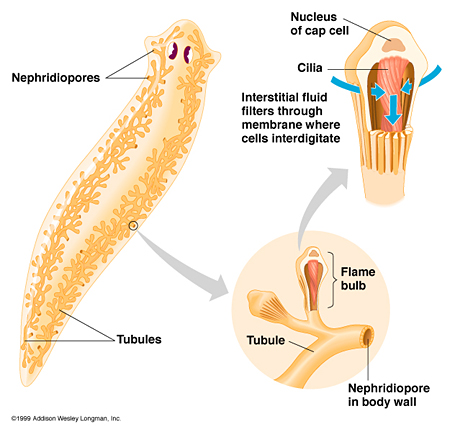 Nucleus
of cap cell
Nephridiopores
Cilia
Interstitial fluid
filters through
membrane where
cells interdigitate
Flame
bulb
Tubules
Tubule
Nephridiopore
in body wall
©1999 Addison Wesley Longman, Inc.